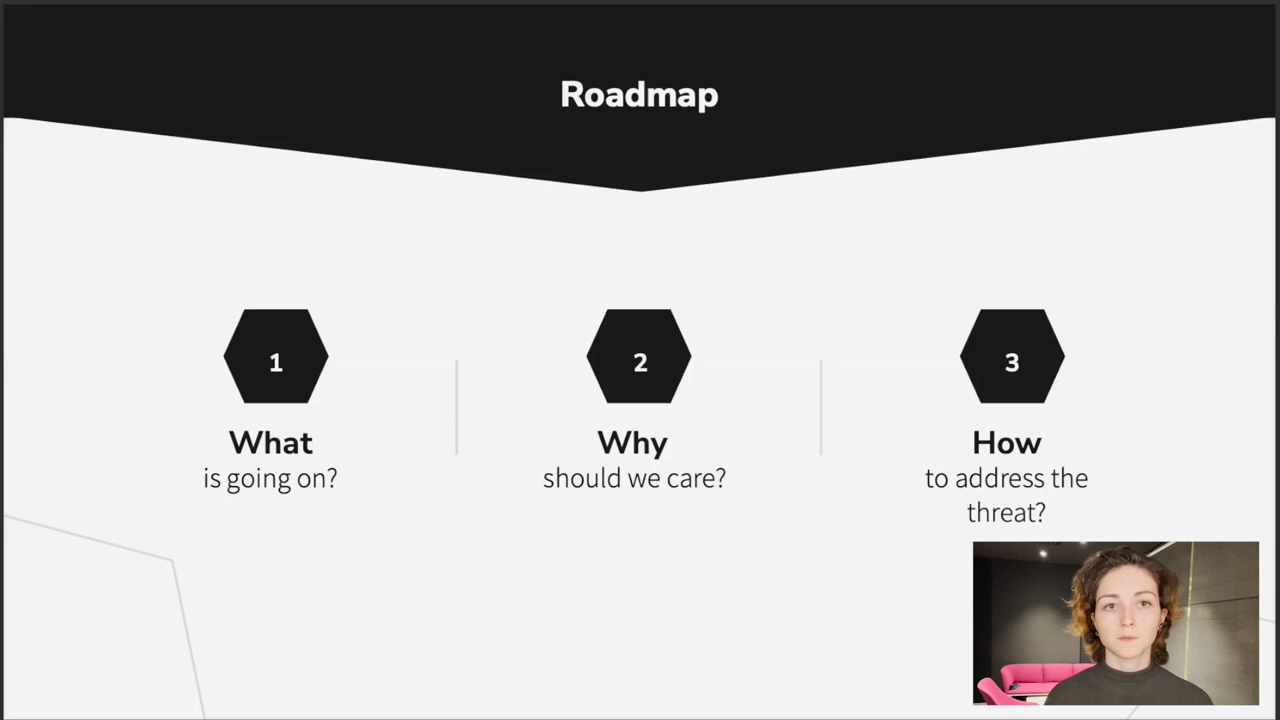 Roadmap
1
What
is going on?
2
Why
should we care?
3
How
to address the
threat?